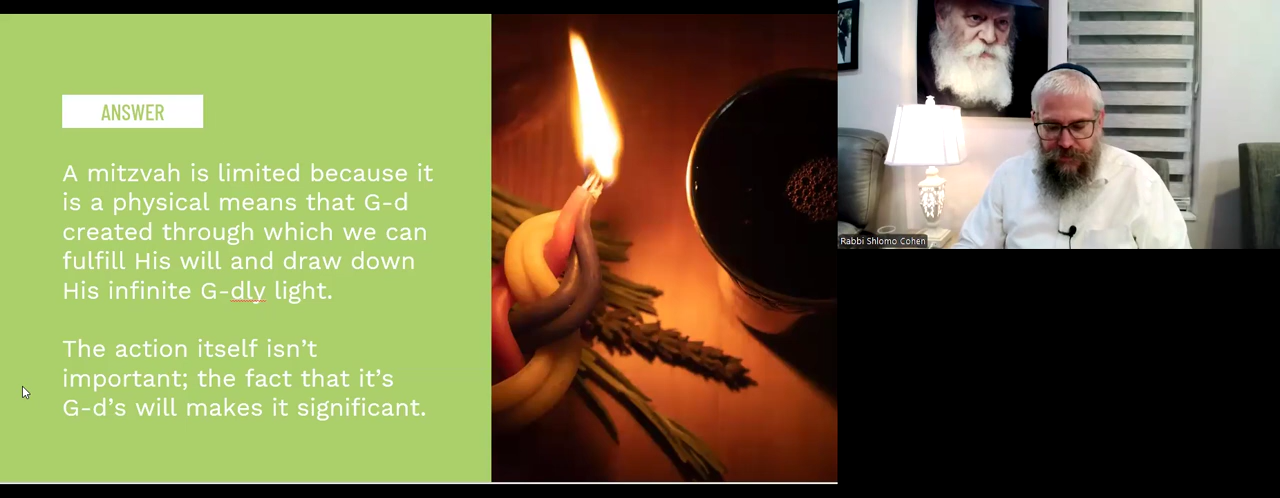 ANSWER
A mitzvah is limited because it
is a physical means that G-d
created through which we can
fulfill His will and draw down
His infinite G-dly light.
The action itself isn't
important; the fact that it's
G-d's will makes it significant.
Rabbi Shlomo Cohen